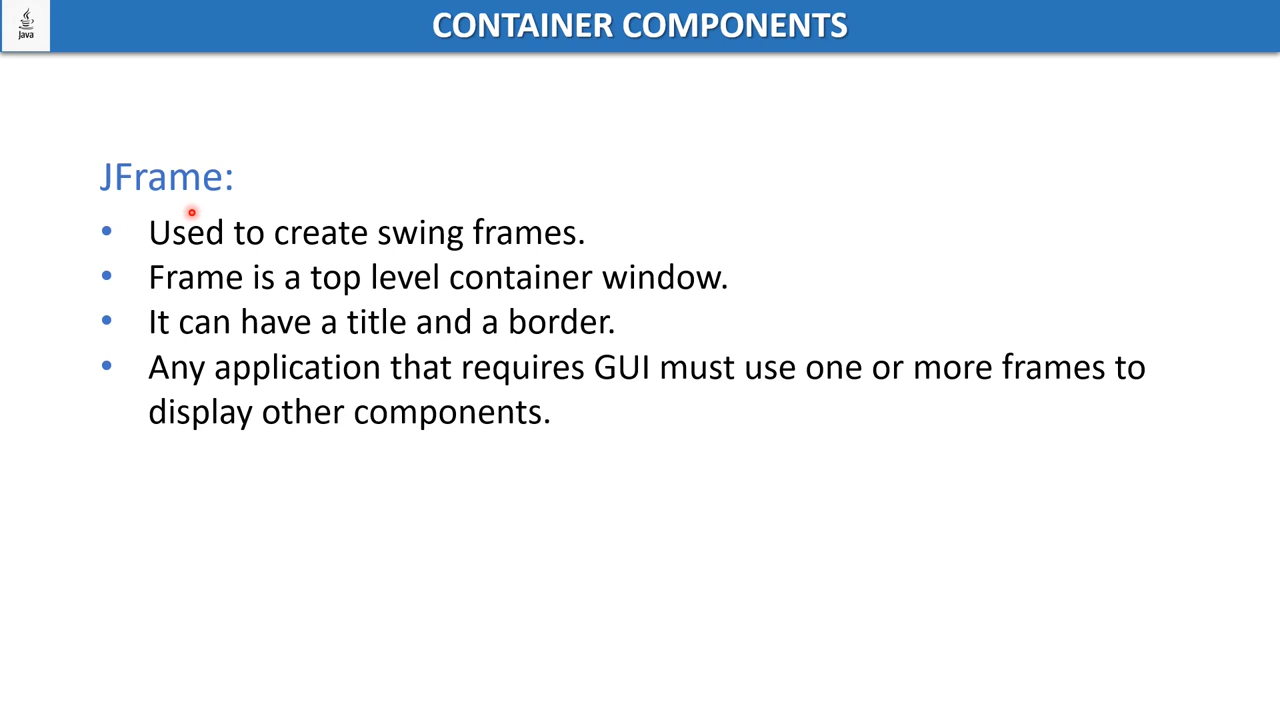 Java
CONTAINER COMPONENTS
JFrame:
• Used to create swing frames.
• Frame is a top level container window.
• It can have a title and a border.
• Any application that requires GUI must use one or more frames to
display other components.